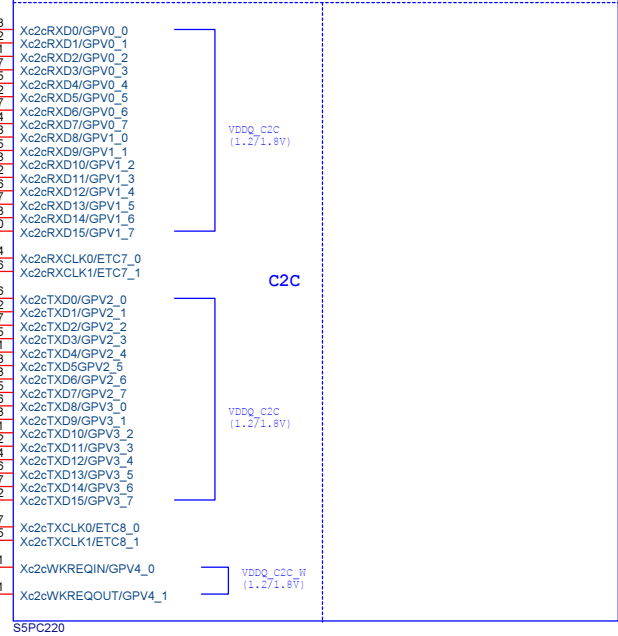 Xc2cRXD0/GPV0_0
Xc2cRXD1/GPV0_1
Xc2cRXD2/GPV0_2
Xc2cRXD3/GPV0_3
Xc2cRXD4/GPV0_4
Xc2cRXD5/GPV0_5
Xc2cRXD6/GPV0_6
Xc2cRXD7/GPV0_7
Xc2cRXD8/GPV1_0
Xc2cRXD9/GPV1_1
Xc2cRXD10/GPV1_2
Xc2cRXD11/GPV1_3
Xc2cRXD12/GPV1_4
Xc2cRXD13/GPV1_5
Xc2cRXD14/GPV1_6
Xc2cRXD15/GPV1_7
VDDQ_C2C
(1.2/1.8V)
Xc2cRXCLK0/ETC7_0
Xc2cRXCLK1/ETC7_1
C2C
Xc2cTXD0/GPV2_0
Xc2cTXD1/GPV2_1
Xc2cTXD2/GPV2_2
Xc2cTXD3/GPV2_3
Xc2cTXD4/GPV2_4
Xc2cTXD5GPV2_5
Xc2cTXD6/GPV2_6
Xc2cTXD7/GPV2_7
Xc2cTXD8/GPV3_0
Xc2cTXD9/GPV3_1
Xc2cTXD10/GPV3_2
Xc2cTXD11/GPV3_3
Xc2cTXD12/GPV3_4
Xc2cTXD13/GPV3_5
Xc2cTXD14/GPV3_6
Xc2cTXD15/GPV3_7
VDDQ_C2C
(1.2/1.8V)
Xc2cTXCLK0/ETC8_0
Xc2cTXCLK1/ETC8_1
Xc2cWKREQIN/GPV4_0
Xc2cWKREQOUT/GPV4_1
VDDQ_C2C_W
(1.2/1.8V)
S5PC220